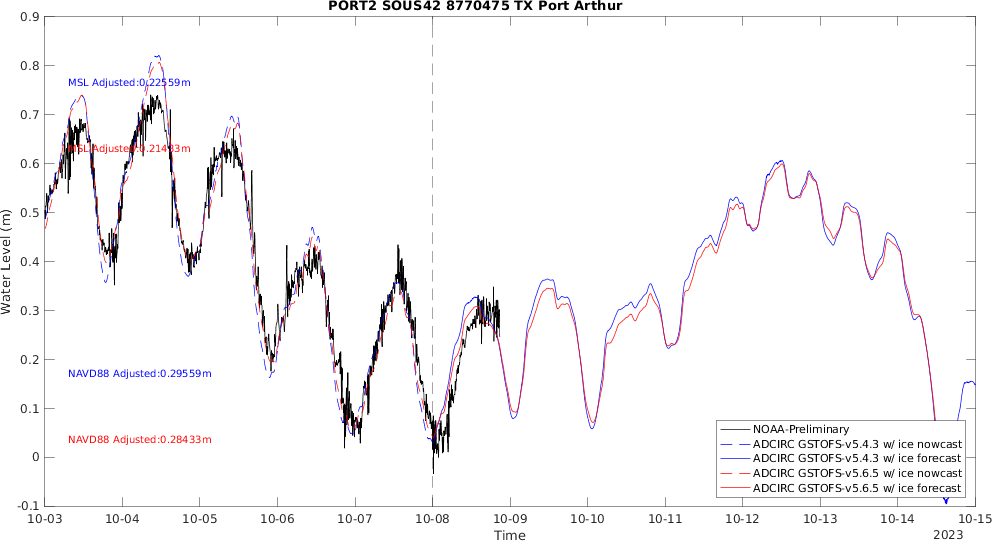 PORT2 SOUS42 8770475 TX Port Arthur
Water Level (m)
0.9
0.8
0.7
0.6
0.5
0.4
0.3
0.2
0.1
0
-0.1
MSL Adjusted:0.22559m
MSL Adjusted:0.21433m
NAVD88 Adjusted:0.29559m
NAVD88 Adjusted:0.28433m
NOAA-Preliminary
ADCIRC GSTOFS-v5.4.3 w/ ice nowcast
ADCIRC GSTOFS-v5.4.3 w/ ice forecast
ADCIRC GSTOFS-v5.6.5 w/ ice nowcast
ADCIRC GSTOFS-v5.6.5 w/ ice forecast
10-03 10-04 10-05 10-06 10-07 10-08 10-09 10-10 10-11 10-12 10-13 10-14 10-15
Time
2023